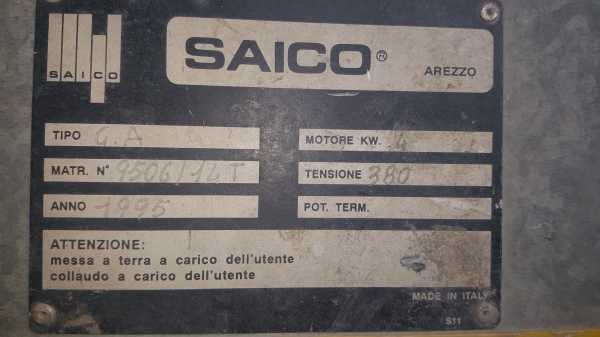 SAICO
SAICO® AREZZO
TIPO G.A MOTORE KW. 4
MATR. N° 9506/14T TENSIONE 380
ANNO 1995 POT. TERM.
ATTENZIONE:
messa a terra a carico dell'utente
collaudo a carico dell'utente
MADE IN ITALY
S11